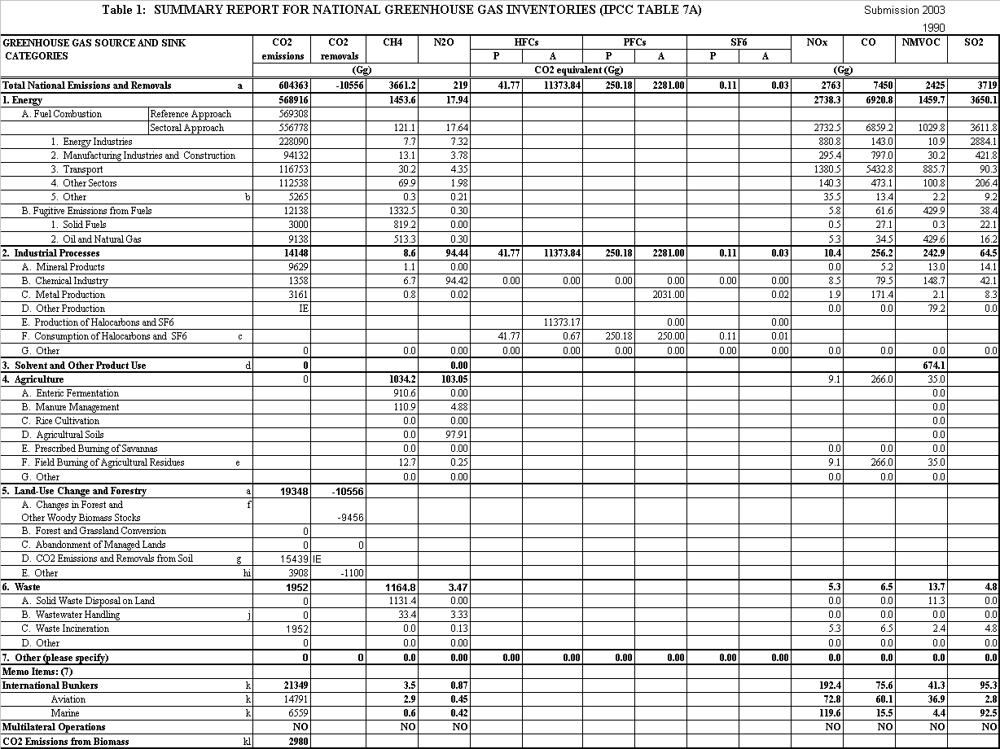 Table 1: SUMMARY REPORT FOR NATIONAL GREENHOUSE GAS INVENTORIES (IPCC TABLE 7A) Submission 2003
1990
GREENHOUSE GAS SOURCE AND SINK CO2 CO2 CH4 N2O HFCs PFCs SF6 NOx CO NMVOC SO2
CATEGORIES emissions removals P A P A P A
(Gg) CO2 equivalent (Gg) (Gg)
Total National Emissions and Removals a 604363 -10556 3661.2 219 41.77 11373.84 250.18 2281.00 0.11 0.03 2763 7450 2425 3719
1. Energy 568916 1453.6 17.94 2738.3 6920.8 1459.7 3650.1
A. Fuel Combustion Reference Approach 569308
Sectoral Approach 556778 121.1 17.64 2732.5 6859.2 1029.8 3611.8
1. Energy Industries 228090 7.7 7.32 880.8 143.0 10.9 2884.1
2. Manufacturing Industries and Construction 94132 13.1 3.78 295.4 797.0 30.2 421.8
3. Transport 116753 30.2 4.35 1380.5 5432.8 885.7 90.3
4. Other Sectors 112538 69.9 1.98 140.3 473.1 100.8 206.4
5. Other b 5265 0.3 0.21 35.5 13.4 2.2 9.2
B. Fugitive Emissions from Fuels 12138 1332.5 0.30 5.8 61.6 429.9 38.4
1. Solid Fuels 3000 819.2 0.00 0.5 27.1 0.3 22.1
2. Oil and Natural Gas 9138 513.3 0.30 5.3 34.5 429.6 16.2
2. Industrial Processes 14148 8.6 94.44 41.77 11373.84 250.18 2281.00 0.11 0.03 10.4 256.2 242.9 64.5
A. Mineral Products 9629 1.1 0.00 0.0 5.2 13.0 14.1
B. Chemical Industry 1358 6.7 94.42 0.00 0.00 0.00 0.00 0.00 0.00 8.5 79.5 148.7 42.1
C. Metal Production 3161 0.8 0.02 2031.00 0.02 1.9 171.4 2.1 8.3
D. Other Production IE 0.0 0.0 79.2 0.0
E. Production of Halocarbons and SF6 11373.17 0.00 0.00
F. Consumption of Halocarbons and SF6 c 41.77 0.67 250.18 250.00 0.11 0.01
G. Other 0 0.0 0.00 0.00 0.00 0.00 0.00 0.00 0.00 0.0 0.0 0.0 0.0
3. Solvent and Other Product Use d 0 0.00 674.1
4. Agriculture 0 1034.2 103.05 9.1 266.0 35.0
A. Enteric Fermentation 910.6 0.00 0.0
B. Manure Management 110.9 4.88 0.0
C. Rice Cultivation 0.0 0.00 0.0
D. Agricultural Soils 0.0 97.91 0.0
E. Prescribed Burning of Savannas 0.0 0.00 0.0 0.0 0.0
F. Field Burning of Agricultural Residues e 12.7 0.25 9.1 266.0 35.0
G. Other 0.0 0.00 0.0 0.0 0.0
5. Land-Use Change and Forestry a 19348 -10556
A. Changes in Forest and f
Other Woody Biomass Stocks -9456
B. Forest and Grassland Conversion 0
C. Abandonment of Managed Lands 0 0
D. CO2 Emissions and Removals from Soil g 15439 IE
E. Other hi 3908 -1100
6. Waste 1952 1164.8 3.47 5.3 6.5 13.7 4.8
A. Solid Waste Disposal on Land 0 1131.4 0.00 0.0 0.0 11.3 0.0
B. Wastewater Handling j 0 33.4 3.33 0.0 0.0 0.0 0.0
C. Waste Incineration 1952 0.0 0.13 5.3 6.5 2.4 4.8
D. Other 0 0.0 0.00 0.0 0.0 0.0 0.0
7. Other (please specify) 0 0 0.0 0.00 0.00 0.00 0.00 0.00 0.00 0.00 0.0 0.0 0.0 0.0
Memo Items: (7)
International Bunkers k 21349 3.5 0.87 192.4 75.6 41.3 95.3
Aviation k 14791 2.9 0.45 72.8 60.1 36.9 2.8
Marine k 6559 0.6 0.42 119.6 15.5 4.4 92.5
Multilateral Operations NO NO NO NO NO NO NO
CO2 Emissions from Biomass kl 2980